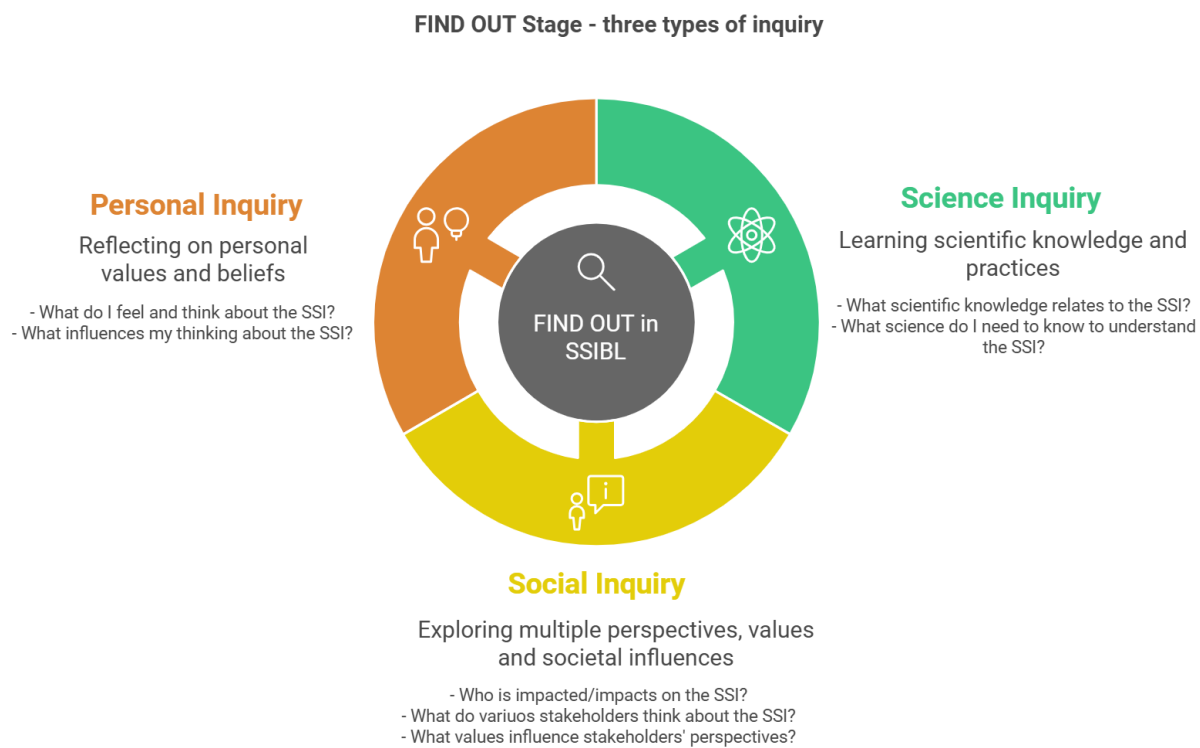 FIND OUT Stage - three types of inquiry
Personal Inquiry
Reflecting on personal
values and beliefs
- What do I feel and think about the SSI?
- What influences my thinking about the SSI?
FIND OUT in
SSIBL
Science Inquiry
Learning scientific knowledge and
practices
- What scientific knowledge relates to the SSI?
- What science do I need to know to understand
the SSI?
i
Social Inquiry
Exploring multiple perspectives, values
and societal influences
- Who is impacted/impacts on the SSI?
- What do variuos stakeholders think about the SSI?
- What values influence stakeholders' perspectives?